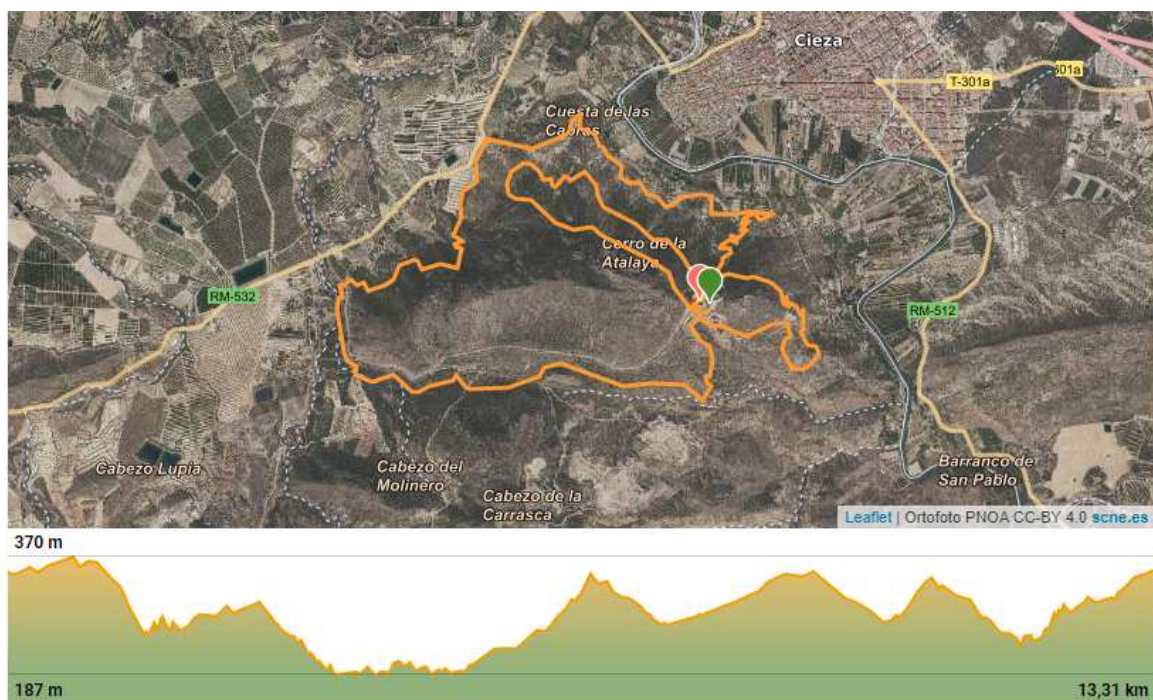 Cieza
T-301a
301a
Cuesta de las
Cabras
Cerro de la
Atalaya
RM-532
RM-512
Cabezo Lupia
Cabezo del
Molinero
Cabezo de la
Carrasca
Barranco de
San Pablo
Leaflet | Ortofoto PNOA CC-BY 4.0 scne.es
370 m
187 m
13,31 km